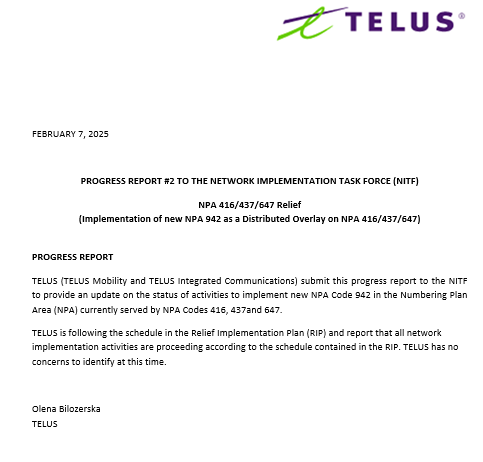 TELUS®
FEBRUARY 7, 2025
PROGRESS REPORT #2 TO THE NETWORK IMPLEMENTATION TASK FORCE (NITF)
NPA 416/437/647 Relief
(Implementation of new NPA 942 as a Distributed Overlay on NPA 416/437/647)
PROGRESS REPORT
TELUS (TELUS Mobility and TELUS Integrated Communications) submit this progress report to the NITF
to provide an update on the status of activities to implement new NPA Code 942 in the Numbering Plan
Area (NPA) currently served by NPA Codes 416, 437and 647.
TELUS is following the schedule in the Relief Implementation Plan (RIP) and report that all network
implementation activities are proceeding according to the schedule contained in the RIP. TELUS has no
concerns to identify at this time.
Olena Bilozerska
TELUS